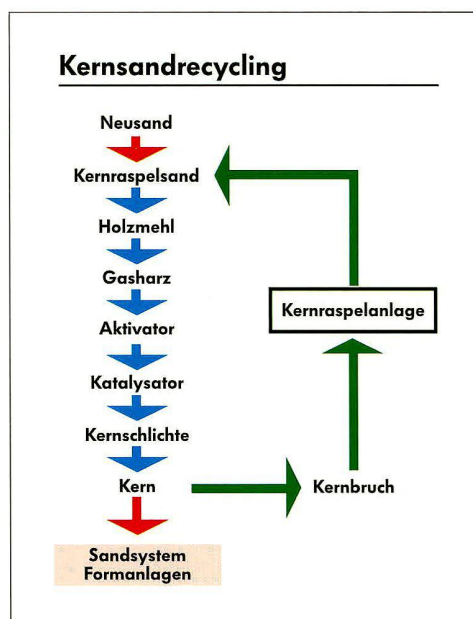 Kernsandrecycling
Neusand
Kernraspelsand
Holzmehl
Gasharz
Aktivator
Katalysator
Kernschlichte
Kern
Sandsystem
Formanlagen
Kernbruch
Kernraspelanlage